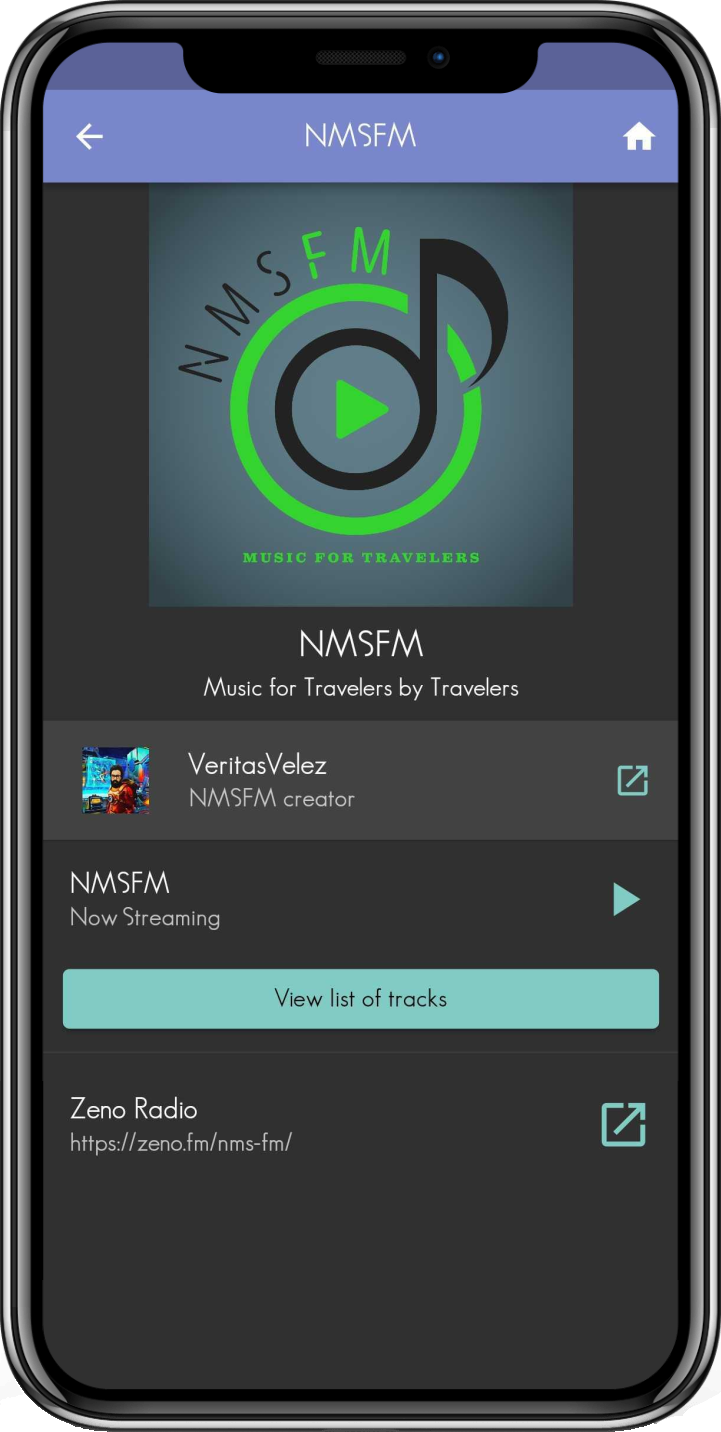 NMSFM
NMSFM
MUSIC FOR TRAVELERS
NMSFM
Music for Travelers by Travelers
VeritasVelez
NMSFM creator
NMSFM
Now Streaming
View list of tracks
Zeno Radio
https://zeno.fm/nms-fm/